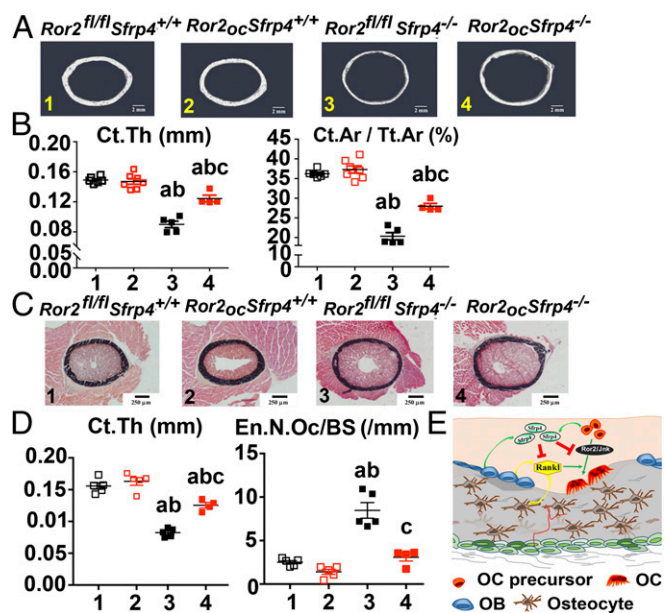 A
Ror2fl/flSfrp4+/+ Ror2ocSfrp4+/+ Ror2fl/flSfrp4-/- Ror2ocSfrp4-/-
1 2 mm 2 2 mm 3 2 mm 4 2 mm
B
Ct.Th (mm)
0.20
0.16
0.12
0.08
0.05
0.00
ab
abc
1 2 3 4
Ct.Ar / Tt.Ar (%)
45
40
35
30
25
20
15
10
0
ab
abc
1 2 3 4
C
Ror2fl/flSfrp4+/+ Ror2ocSfrp4+/+ Ror2fl/flSfrp4-/- Ror2ocSfrp4-/-
1 250 µm 2 250 µm 3 250 µm 4 250 µm
D
Ct.Th (mm)
0.20
0.15
0.10
0.05
0.00
ab
abc
1 2 3 4
En.N.Oc/BS (/mm)
15
10
5
0
ab
c
1 2 3 4
E
Sfrp4
Sfrp4 Sfrp4
Ror2/Jnk
Rankl
OC precursor OC
OB Osteocyte